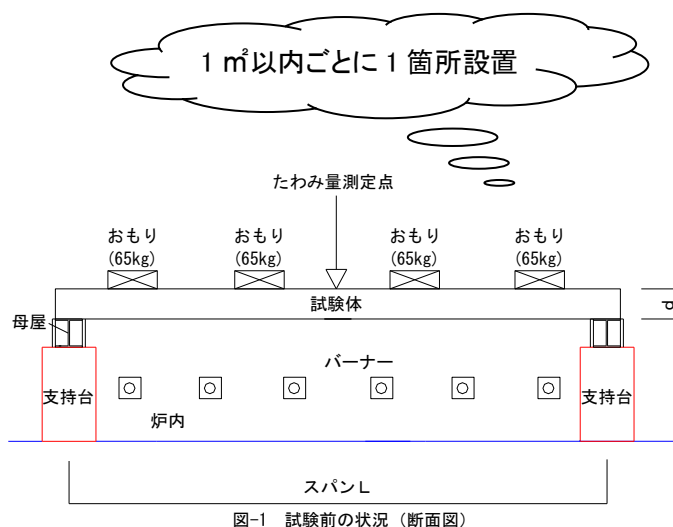 1㎡以内ごとに1箇所設置
たわみ量測定点
おもり おもり おもり おもり
(65kg) (65kg) (65kg) (65kg)
試験体
d
母屋
バーナー
支持台 支持台
炉内
スパンL
図-1 試験前の状況（断面図）